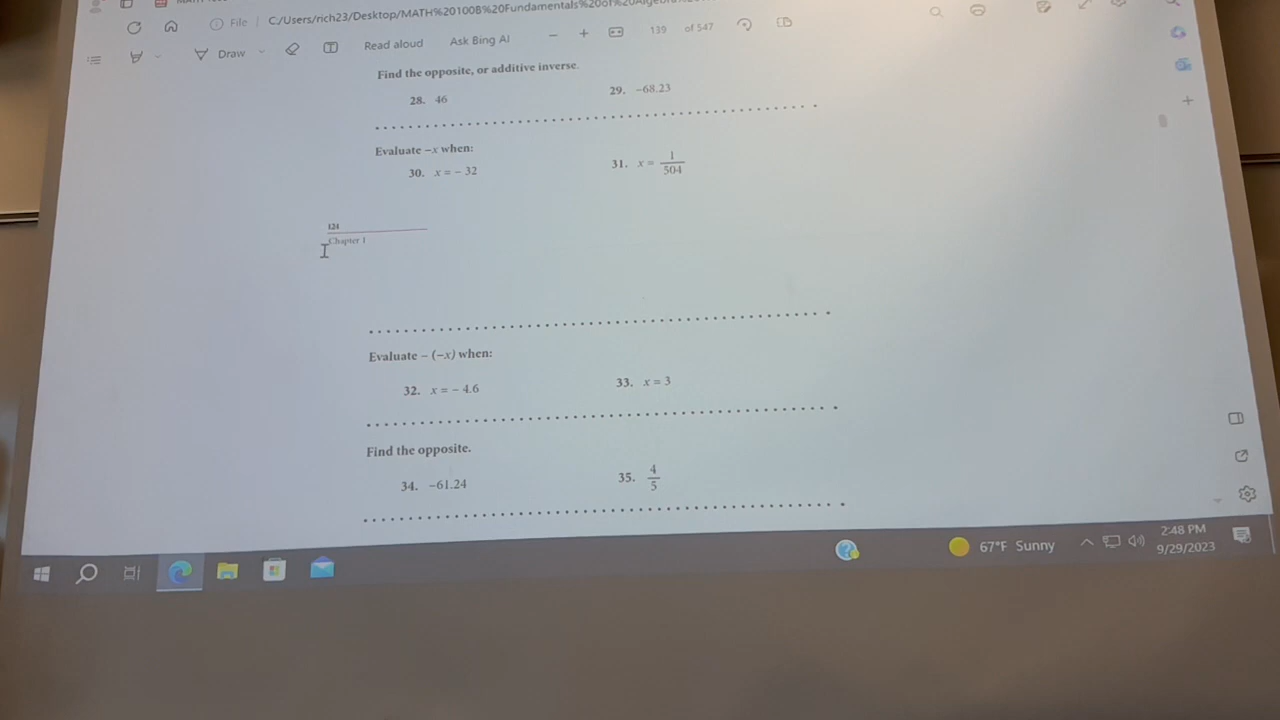 File
C:/Users/rich23/Desktop/MATH%20100B%20Fundamentals%20of%20Algebra
Draw
Read aloud
Ask Bing AI
139 of 547
Find the opposite, or additive inverse.
28. 46
29. −68.23
Evaluate −x when:
30. x = − 32
31. x = 1/504
124
Chapter 1
Evaluate − (−x) when:
32. x = − 4.6
33. x = 3
Find the opposite.
34. −61.24
35. 4/5
67°F Sunny
2:48 PM
9/29/2023